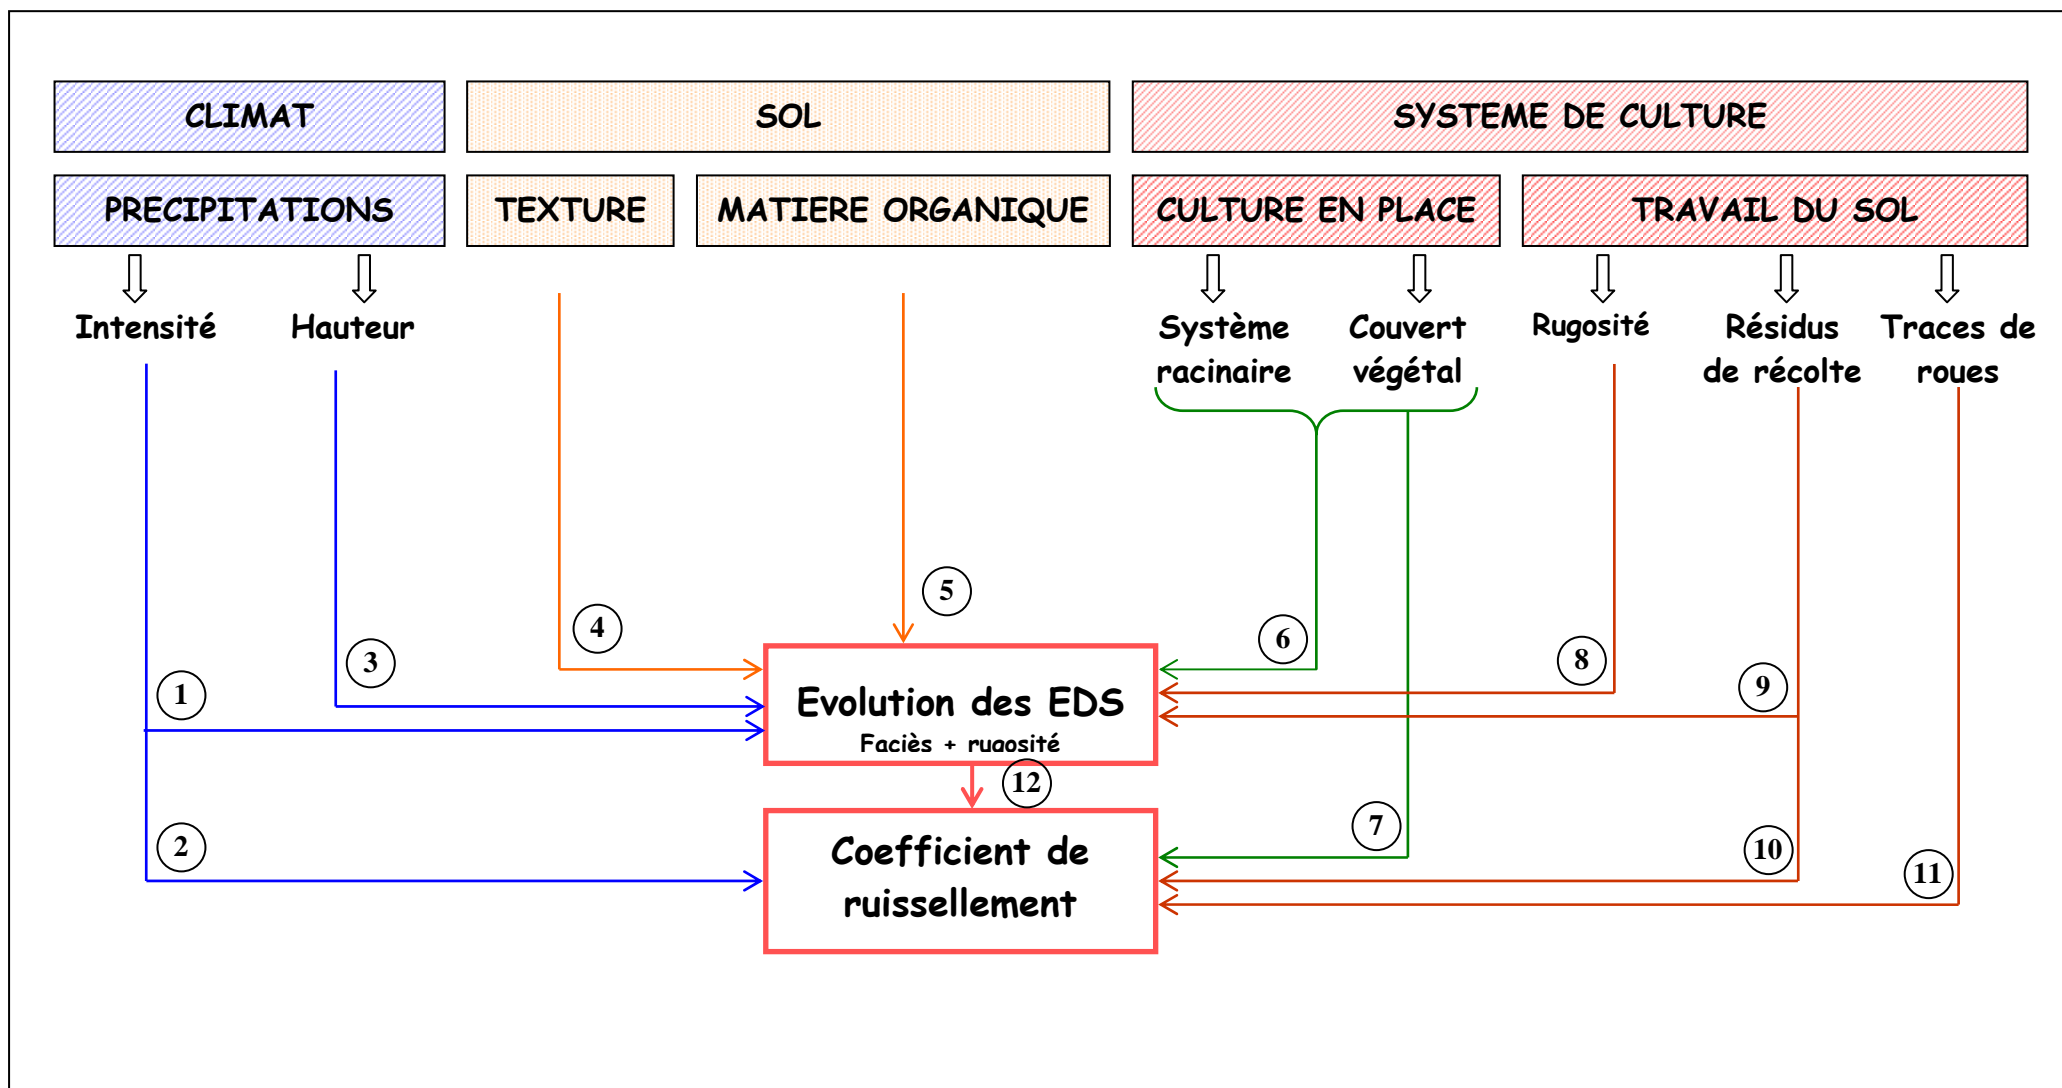 CLIMAT
SOL
SYSTEME DE CULTURE
PRECIPITATIONS
TEXTURE
MATIERE ORGANIQUE
CULTURE EN PLACE
TRAVAIL DU SOL
Intensité
Hauteur
Système
racinaire
Couvert
végétal
Rugosité
Résidus
de récolte
Traces de
roues
5
4
6
3
8
1
9
Evolution des EDS
Faciès + rugosité
12
7
2
10
11
Coefficient de
ruissellement